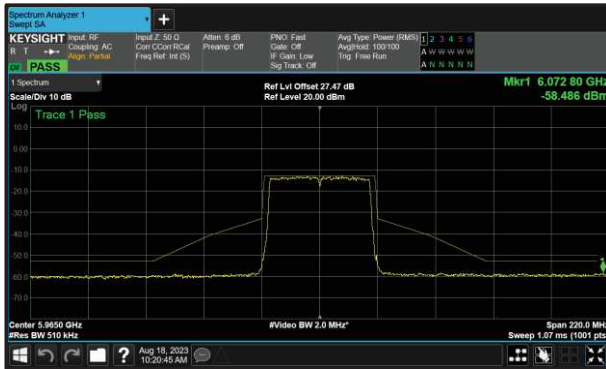 Spectrum Analyzer 1
Swept SA
KEYSIGHT
R T
PASS
Input: RF
Coupling: AC
Align: Partial
Input Z: 50 Ω
Corr CCorr RCal
Freq Ref: Int (S)
Atten: 6 dB
Preamp: Off
PNO: Fast
Gate: Off
IF Gain: Low
Sig Track: Off
Avg Type: Power (RMS)
Avg|Hold: 100/100
Trig: Free Run
1 2 3 4 5 6
A W W W W W
A N N N N N
1 Spectrum
Scale/Div 10 dB
Ref Lvl Offset 27.47 dB
Ref Level 20.00 dBm
Mkr1 6.072 80 GHz
-58.486 dBm
Log
Trace 1 Pass
10.0
0.00
-10.0
-20.0
-30.0
-40.0
-50.0
-60.0
-70.0
1
Center 5.9650 GHz
#Res BW 510 kHz
#Video BW 2.0 MHz*
Span 220.0 MHz
Sweep 1.07 ms (1001 pts)
?
Aug 18, 2023
10:20:45 AM